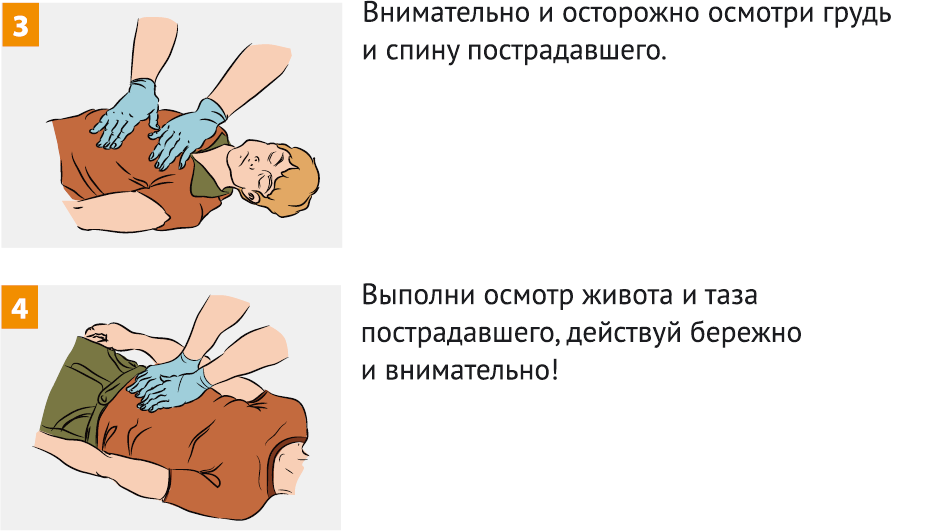 3
Внимательно и осторожно осмотри грудь
и спину пострадавшего.
4
Выполни осмотр живота и таза
пострадавшего, действуй бережно
и внимательно!